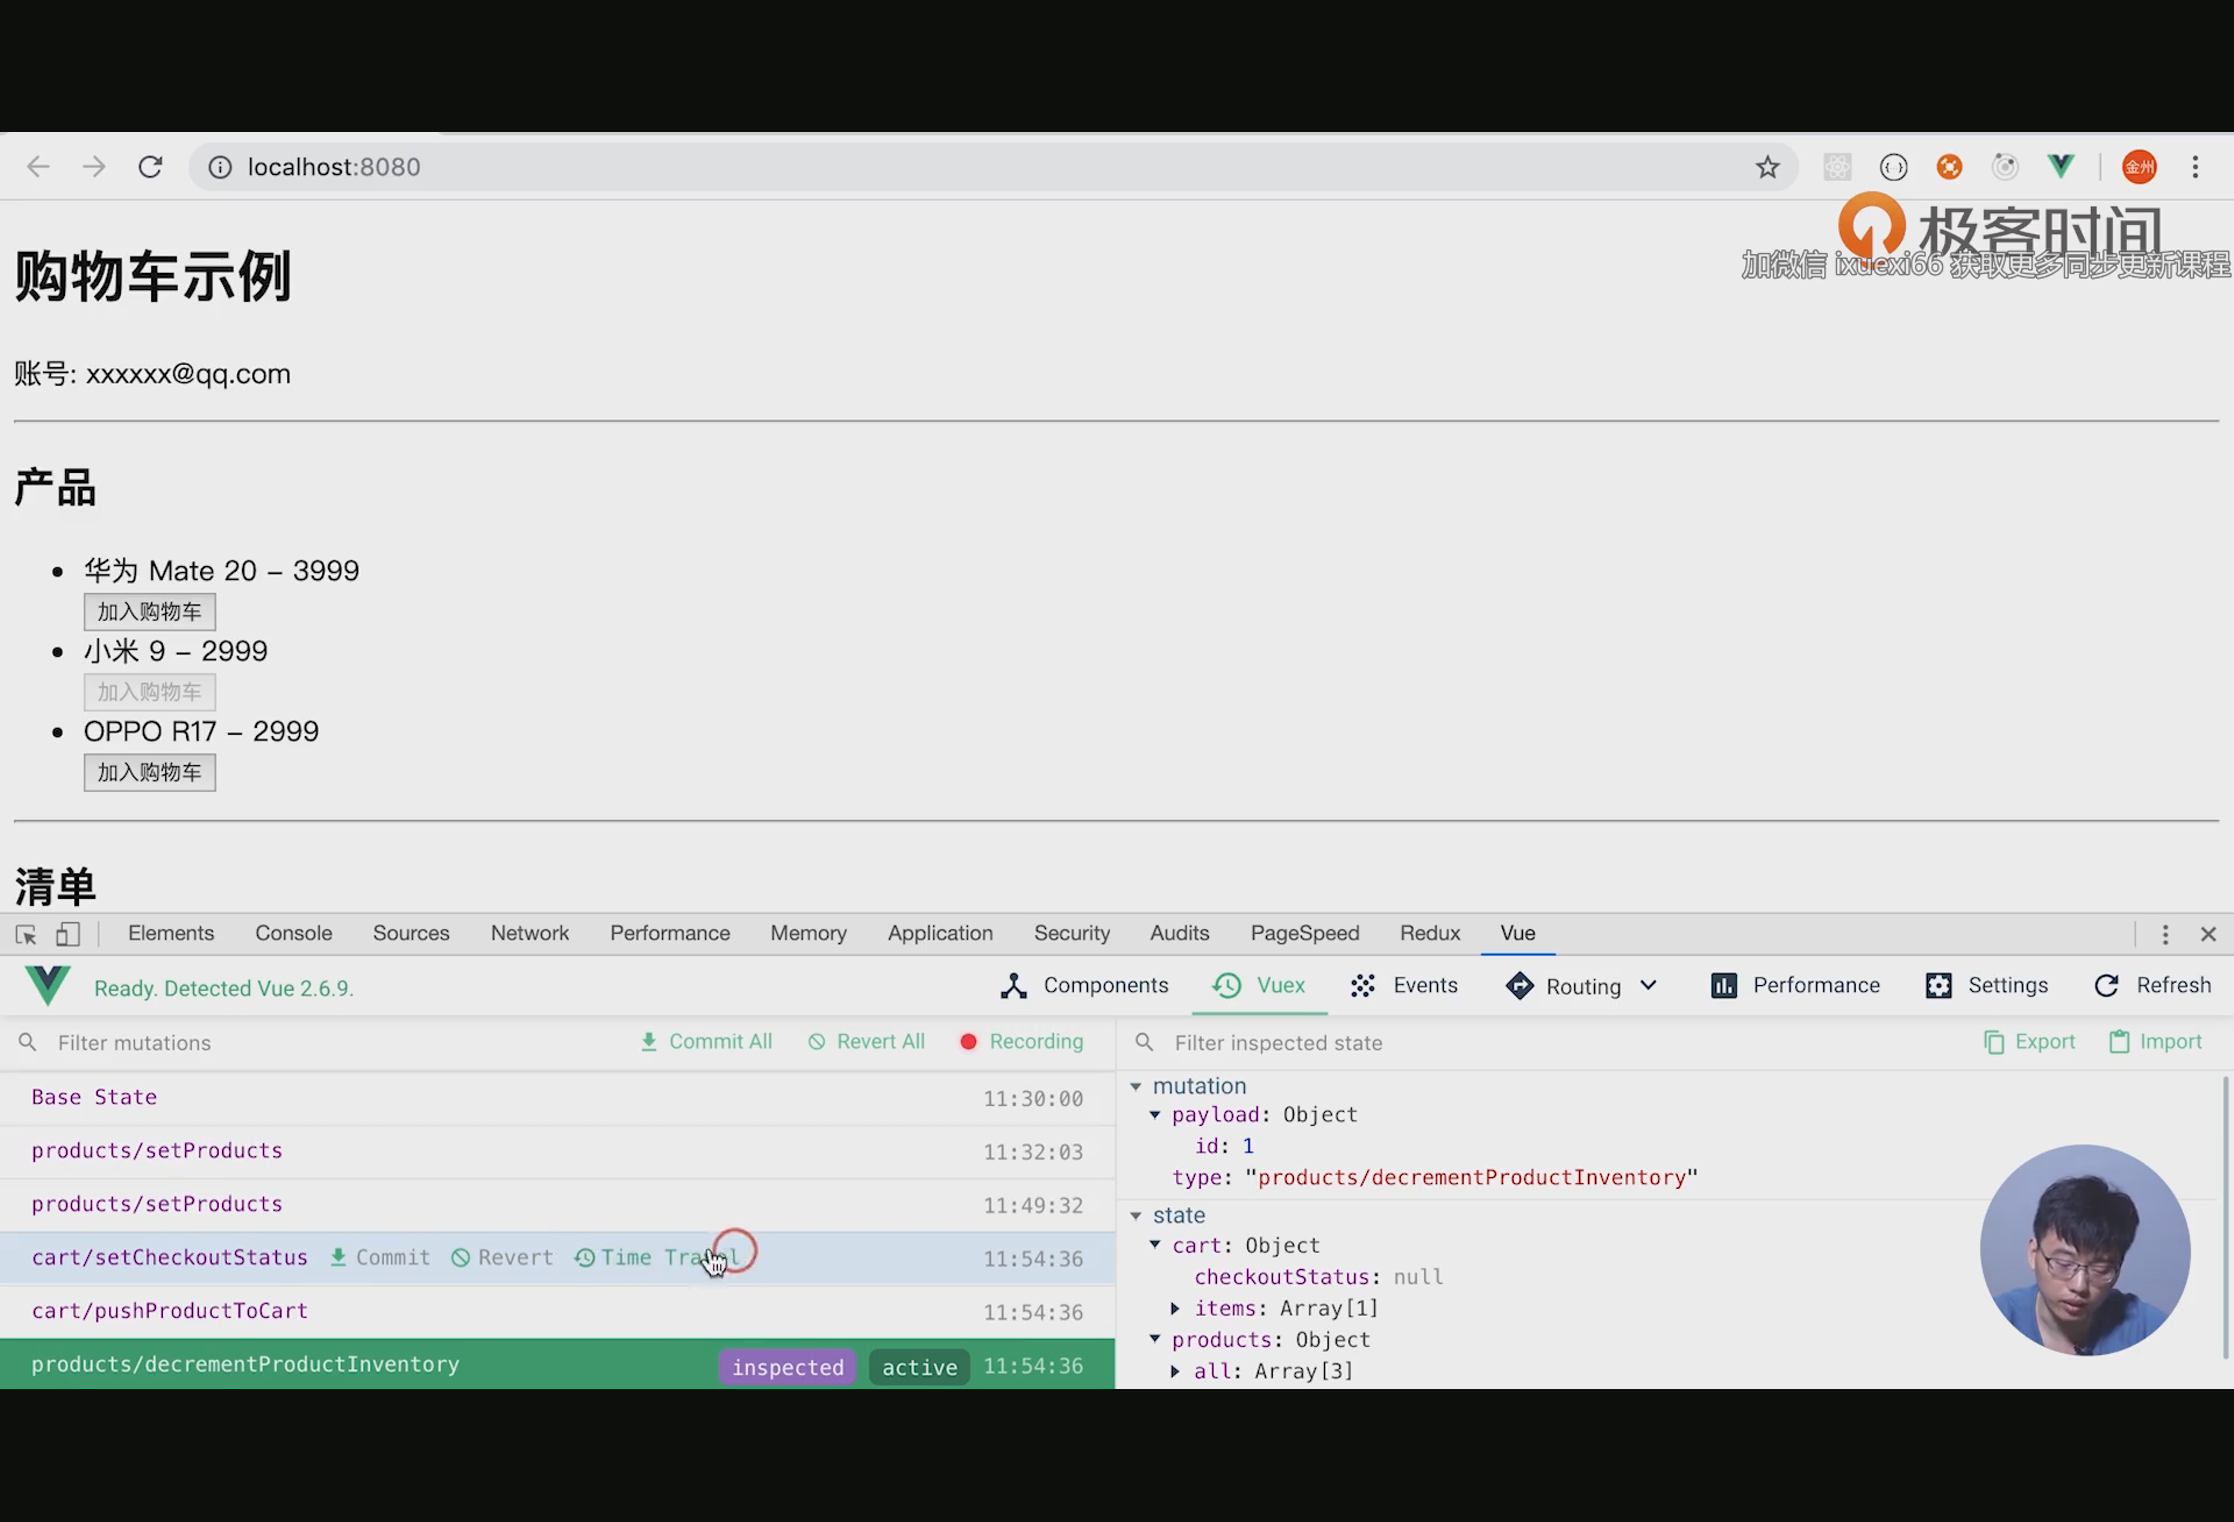 localhost:8080
金州
极客时间
加微信 ixuexi66 获取更多同步更新课程
购物车示例
账号: xxxxxx@qq.com
产品
华为 Mate 20 – 3999
加入购物车
小米 9 – 2999
加入购物车
OPPO R17 – 2999
加入购物车
清单
Elements Console Sources Network Performance Memory Application Security Audits PageSpeed Redux Vue
Ready. Detected Vue 2.6.9. Components Vuex Events Routing Performance Settings Refresh
Filter mutations Commit All Revert All Recording
Base State 11:30:00
products/setProducts 11:32:03
products/setProducts 11:49:32
cart/setCheckoutStatus Commit Revert Time Travel 11:54:36
cart/pushProductToCart 11:54:36
products/decrementProductInventory inspected active 11:54:36
Filter inspected state Export Import
mutation
payload: Object
id: 1
type: "products/decrementProductInventory"
state
cart: Object
checkoutStatus: null
items: Array[1]
products: Object
all: Array[3]